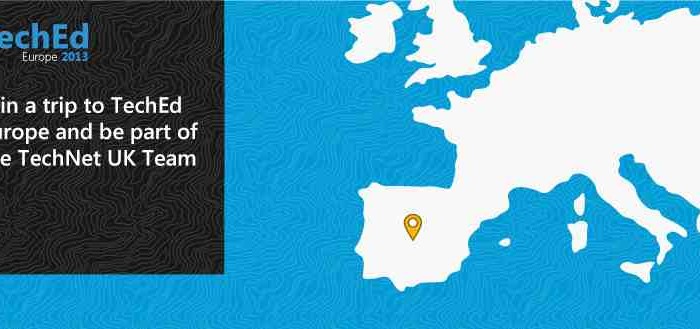 echEd
Europe 2013
in a trip to TechEd
urope and be part of
e TechNet UK Team